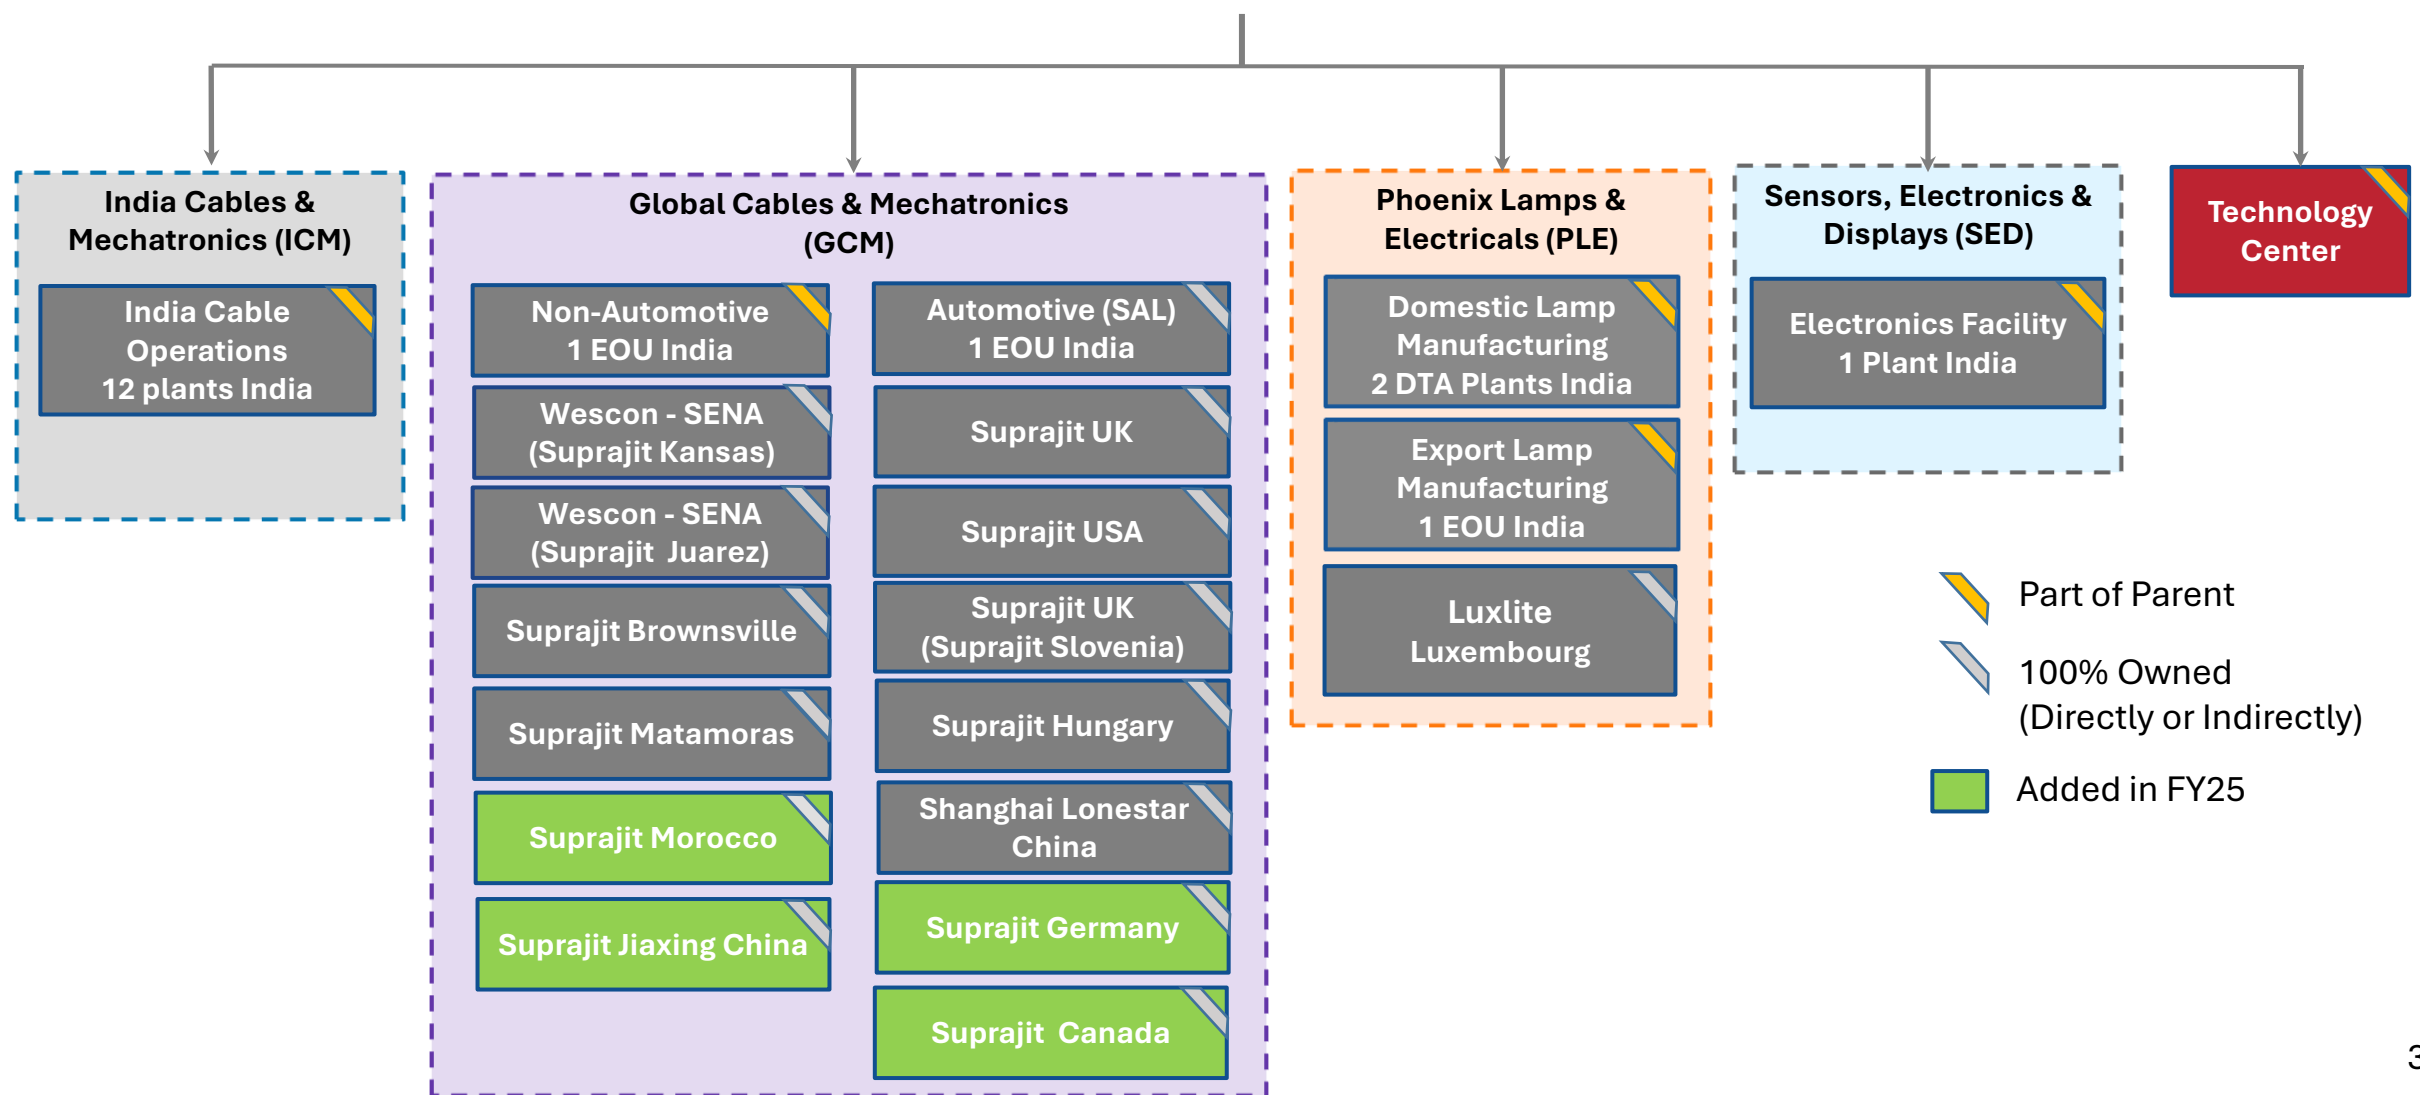 India Cables &
Mechatronics (ICM)
India Cable
Operations
12 plants India
Global Cables & Mechatronics
(GCM)
Non-Automotive
1 EOU India
Wescon - SENA
(Suprajit Kansas)
Wescon - SENA
(Suprajit Juarez)
Suprajit Brownsville
Suprajit Matamoras
Suprajit Morocco
Suprajit Jiaxing China
Automotive (SAL)
1 EOU India
Suprajit UK
Suprajit USA
Suprajit UK
(Suprajit Slovenia)
Suprajit Hungary
Shanghai Lonestar
China
Suprajit Germany
Suprajit Canada
Phoenix Lamps &
Electricals (PLE)
Domestic Lamp
Manufacturing
2 DTA Plants India
Export Lamp
Manufacturing
1 EOU India
Luxlite
Luxembourg
Sensors, Electronics &
Displays (SED)
Electronics Facility
1 Plant India
Technology
Center
Part of Parent
100% Owned
(Directly or Indirectly)
Added in FY25
3